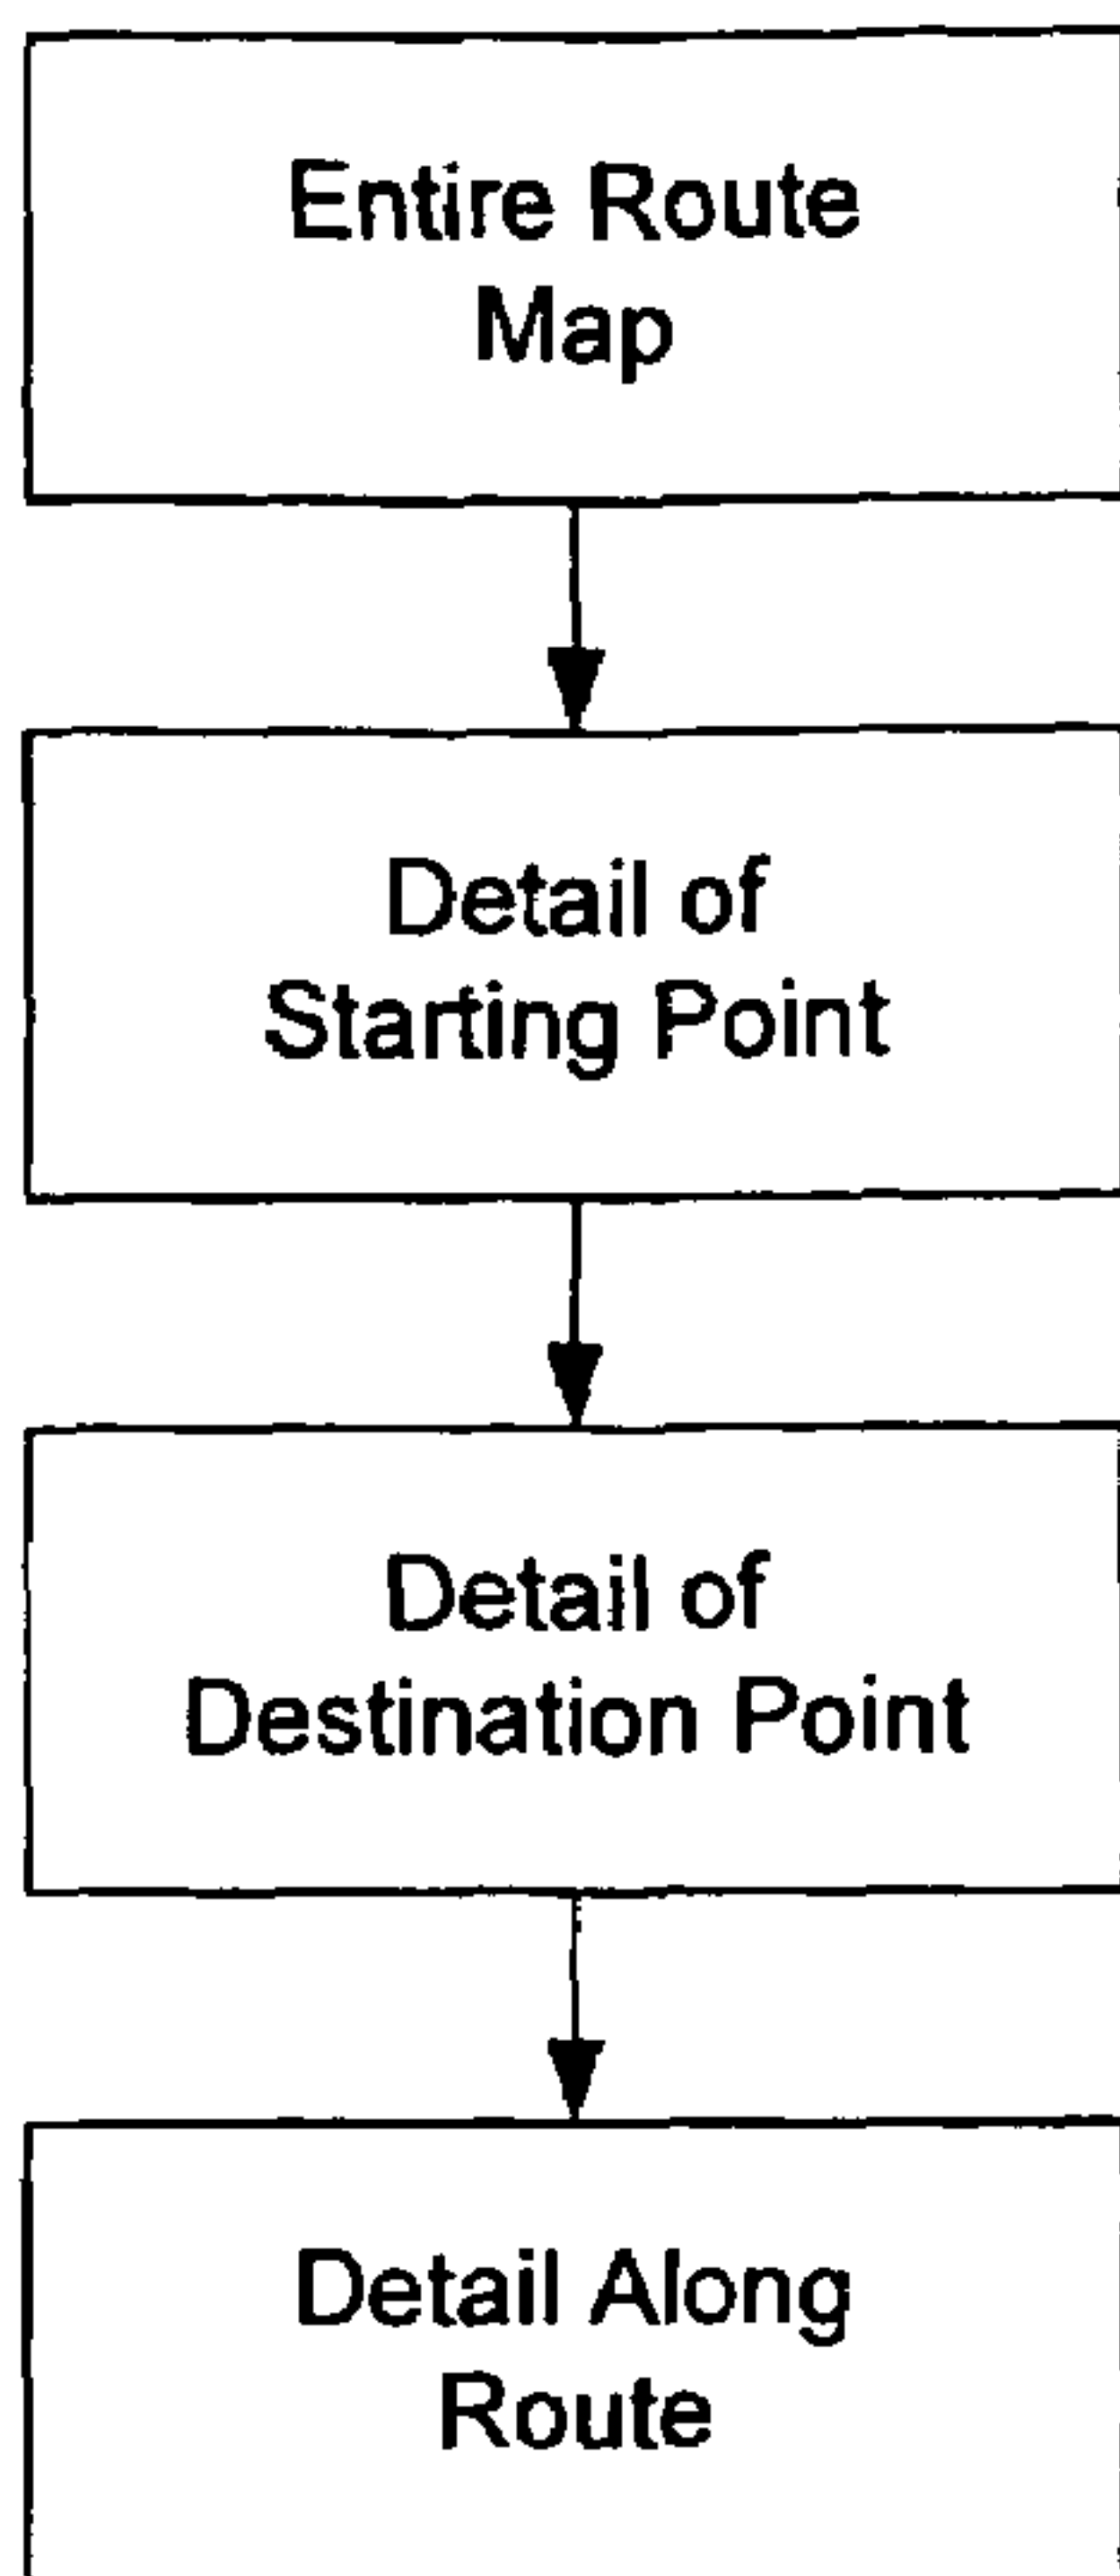 Entire Route
Map
Detail of
Starting Point
Detail of
Destination Point
Detail Along
Route